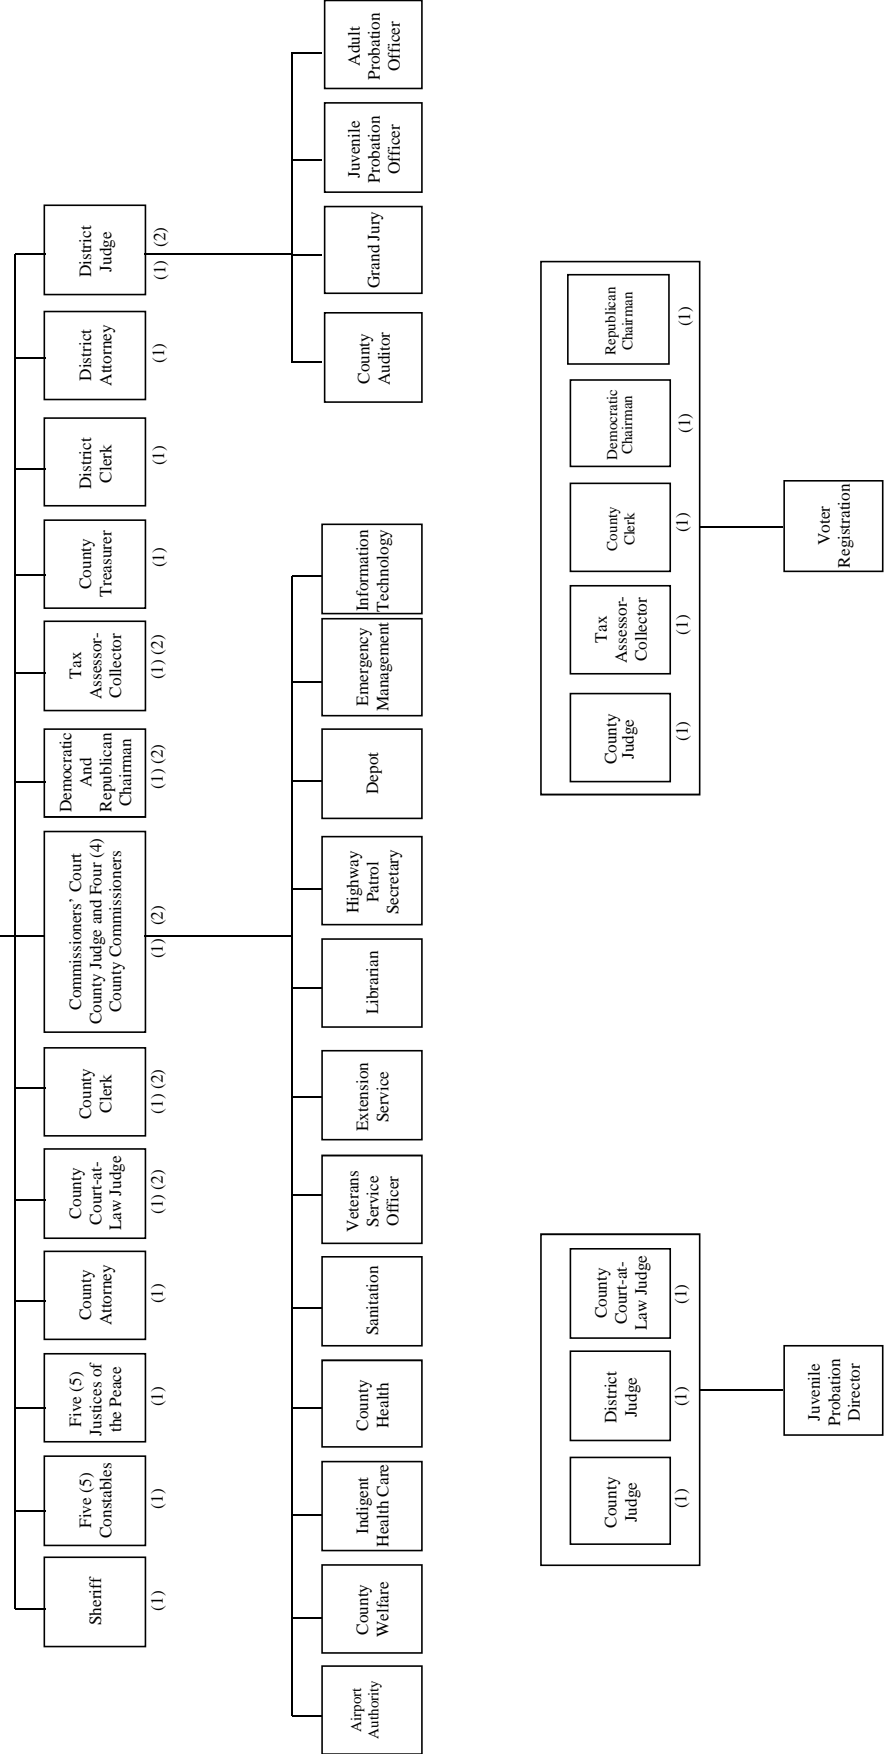 Sheriff
(1)
Five (5)
Constables
(1)
Five (5)
Justices of
the Peace
(1)
County
Attorney
(1)
County
Court-at-
Law Judge
(1) (2)
County
Clerk
(1) (2)
Commissioners’ Court
County Judge and Four (4)
County Commissioners
(1) (2)
Democratic
And
Republican
Chairman
(1) (2)
Tax
Assessor-
Collector
(1) (2)
County
Treasurer
(1)
District
Clerk
(1)
District
Attorney
(1)
District
Judge
(1) (2)
Airport
Authority
County
Welfare
Indigent
Health Care
County
Health
Sanitation
Veterans
Service
Officer
Extension
Service
Librarian
Highway
Patrol
Secretary
Depot
Emergency
Management
Information
Technology
County
Auditor
Grand Jury
Juvenile
Probation
Officer
Adult
Probation
Officer
County
Judge
(1)
District
Judge
(1)
County
Court-at-
Law Judge
(1)
Juvenile
Probation
Director
County
Judge
(1)
Tax
Assessor-
Collector
(1)
County
Clerk
(1)
Democratic
Chairman
(1)
Republican
Chairman
(1)
Voter
Registration